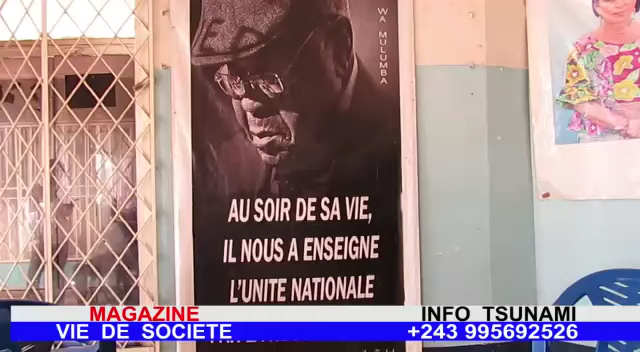 WA MULUMBA
AU SOIR DE SA VIE,
IL NOUS A ENSEIGNE
L'UNITE NATIONALE
MAGAZINE
INFO TSUNAMI
VIE DE SOCIETE
+243 995692526